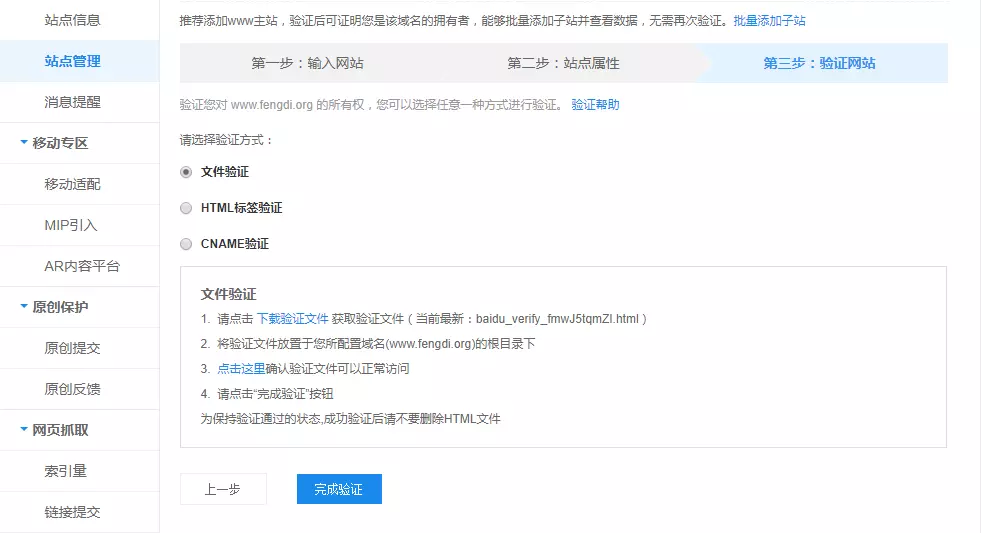 站点信息
站点管理
消息提醒
移动专区
移动适配
MIP引入
AR内容平台
原创保护
原创提交
原创反馈
网页抓取
索引量
链接提交
推荐添加www主站，验证后可证明您是该域名的拥有者，能够批量添加子站并查看数据，无需再次验证。批量添加子站
第一步：输入网站
第二步：站点属性
第三步：验证网站
验证您对 www.fengdi.org 的所有权，您可以选择任意一种方式进行验证。 验证帮助
请选择验证方式：
文件验证
HTML标签验证
CNAME验证
文件验证
1. 请点击 下载验证文件 获取验证文件（当前最新：baidu_verify_fmwJ5tqmZl.html）
2. 将验证文件放置于您所配置域名(www.fengdi.org)的根目录下
3. 点击这里确认验证文件可以正常访问
4. 请点击“完成验证”按钮
为保持验证通过的状态,成功验证后请不要删除HTML文件
上一步
完成验证